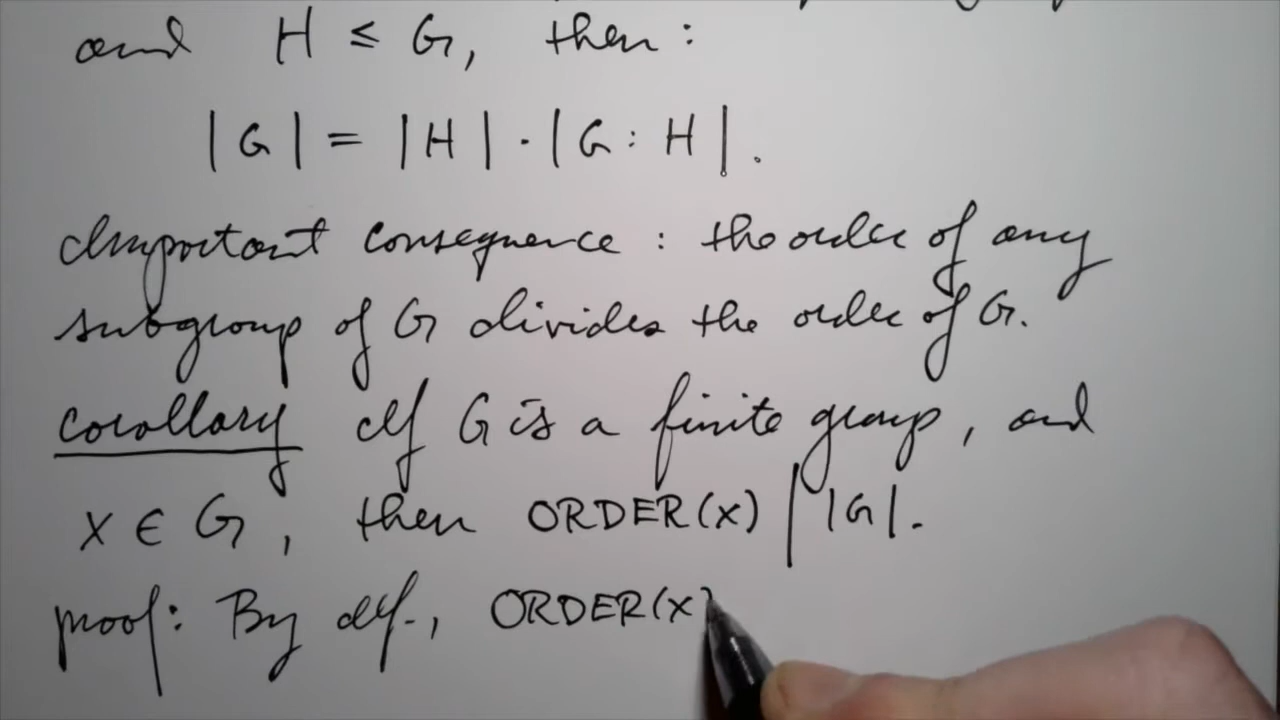 and H ≤ G, then:
|G| = |H| · |G : H|.
Important consequence : the order of any
subgroup of G divides the order of G.
corollary If G is a finite group, and
x ∈ G, then ORDER(x) | |G|.
proof: By def., ORDER(x)